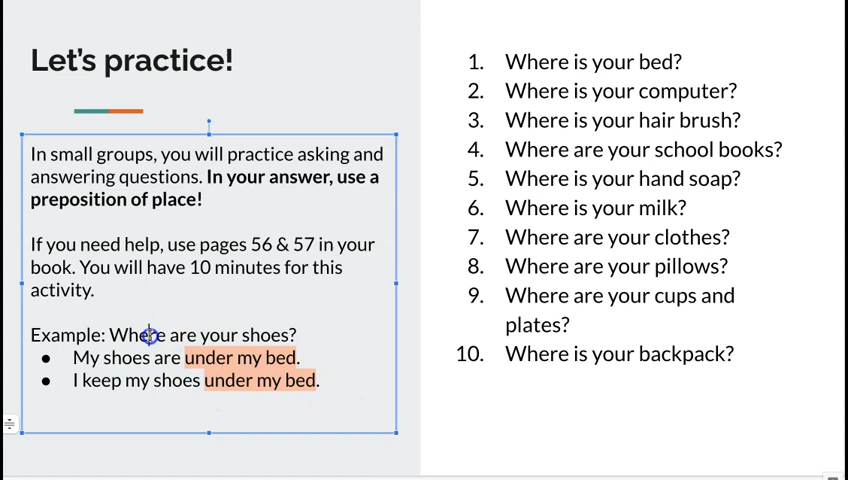 Let's practice!
In small groups, you will practice asking and
answering questions. In your answer, use a
preposition of place!
If you need help, use pages 56 & 57 in your
book. You will have 10 minutes for this
activity.
Example: Where are your shoes?
● My shoes are under my bed.
● I keep my shoes under my bed.
1. Where is your bed?
2. Where is your computer?
3. Where is your hair brush?
4. Where are your school books?
5. Where is your hand soap?
6. Where is your milk?
7. Where are your clothes?
8. Where are your pillows?
9. Where are your cups and
plates?
10. Where is your backpack?